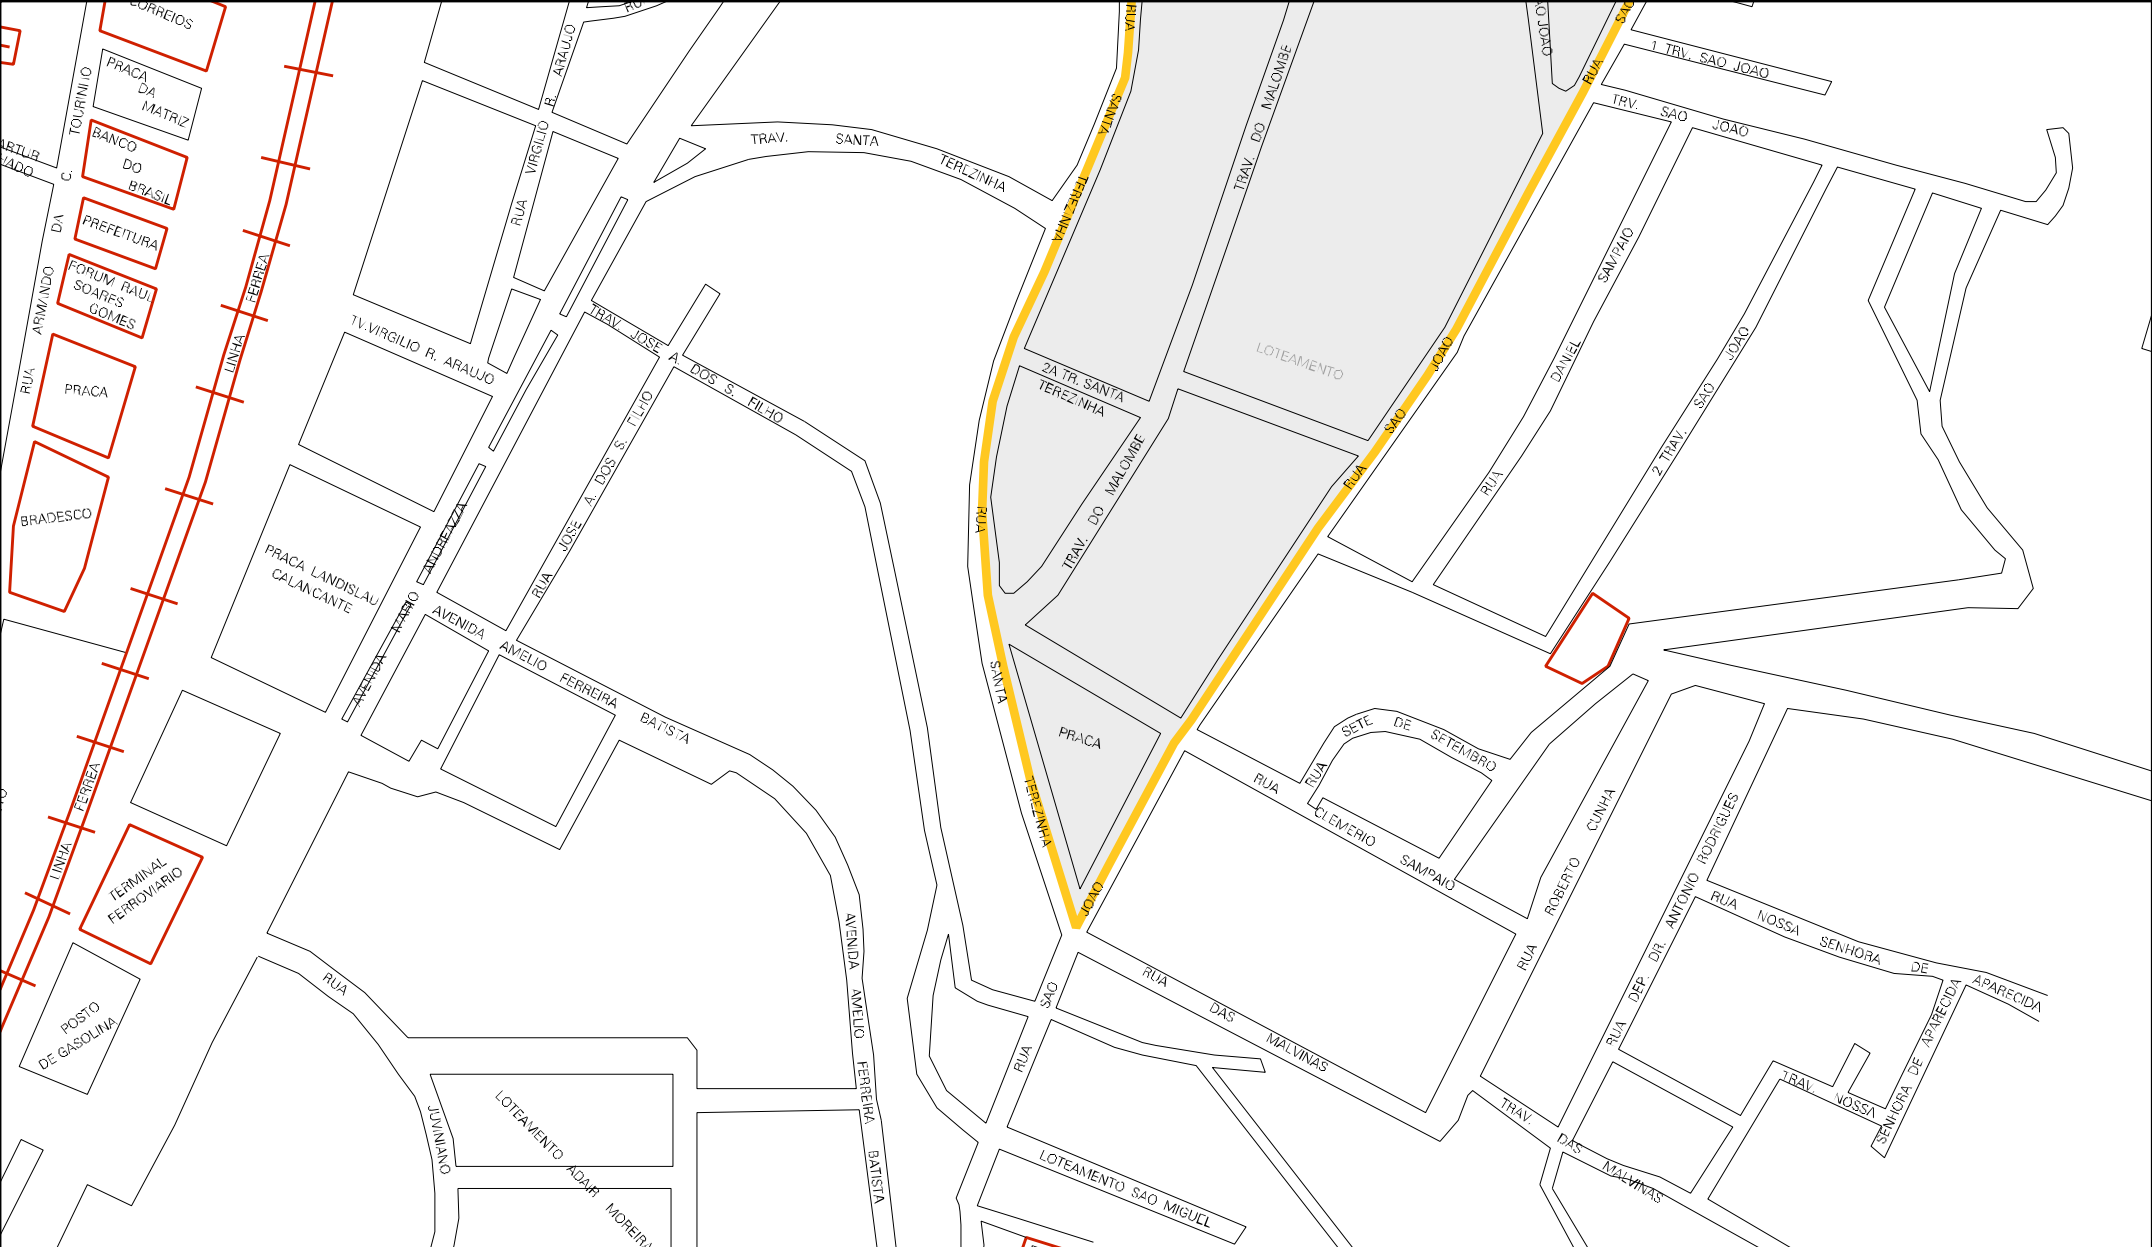 CORREIOS
PRACA
DA
MATRIZ
BANCO
DO
BRASIL
PREFEITURA
FORUM RAUL
SOARES
GOMES
PRACA
BRADESCO
ARTUR
RUA ARMANDO DA C. TOURINHO
LINHA FERREA
LINHA FERREA
TERMINAL
FERROVIARIO
POSTO
DE GASOLINA
PRACA LANDISLAU
CALANCANTE
RUA VIRGILIO R. ARAUJO
TV.VIRGILIO R. ARAUJO
AVENIDA MARIO ANDREAZZA
TRAV. JOSE A. DOS S. FILHO
RUA JOSE A. DOS S. FILHO
AVENIDA AMELIO FERREIRA BATISTA
AVENIDA AMELIO FERREIRA BATISTA
RUA JUVINIANO
LOTEAMENTO ADAIR MOREIRA
TRAV. SANTA TEREZINHA
RUA SANTA TEREZINHA
RUA SANTA TEREZINHA
2A TR. SANTA
TEREZINHA
TRAV. DO MALOMBE
TRAV. DO MALOMBE
LOTEAMENTO
PRACA
AO JOAO
SAO
RUA
JOAO
SAO
RUA
JOAO
SAO
RUA
1 TRV. SAO JOAO
TRV. SAO JOAO
RUA DANIEL SAMPAIO
2 TRAV. SAO JOAO
RUA SETE DE SETEMBRO
RUA CLEMERIO SAMPAIO
RUA ROBERTO CUNHA
RUA DEP. DR. ANTONIO RODRIGUES
RUA NOSSA SENHORA DE APARECIDA
TRAV. NOSSA
SENHORA DE APARECIDA
RUA DAS MALVINAS
TRAV. DAS MALVINAS
LOTEAMENTO SAO MIGUEL